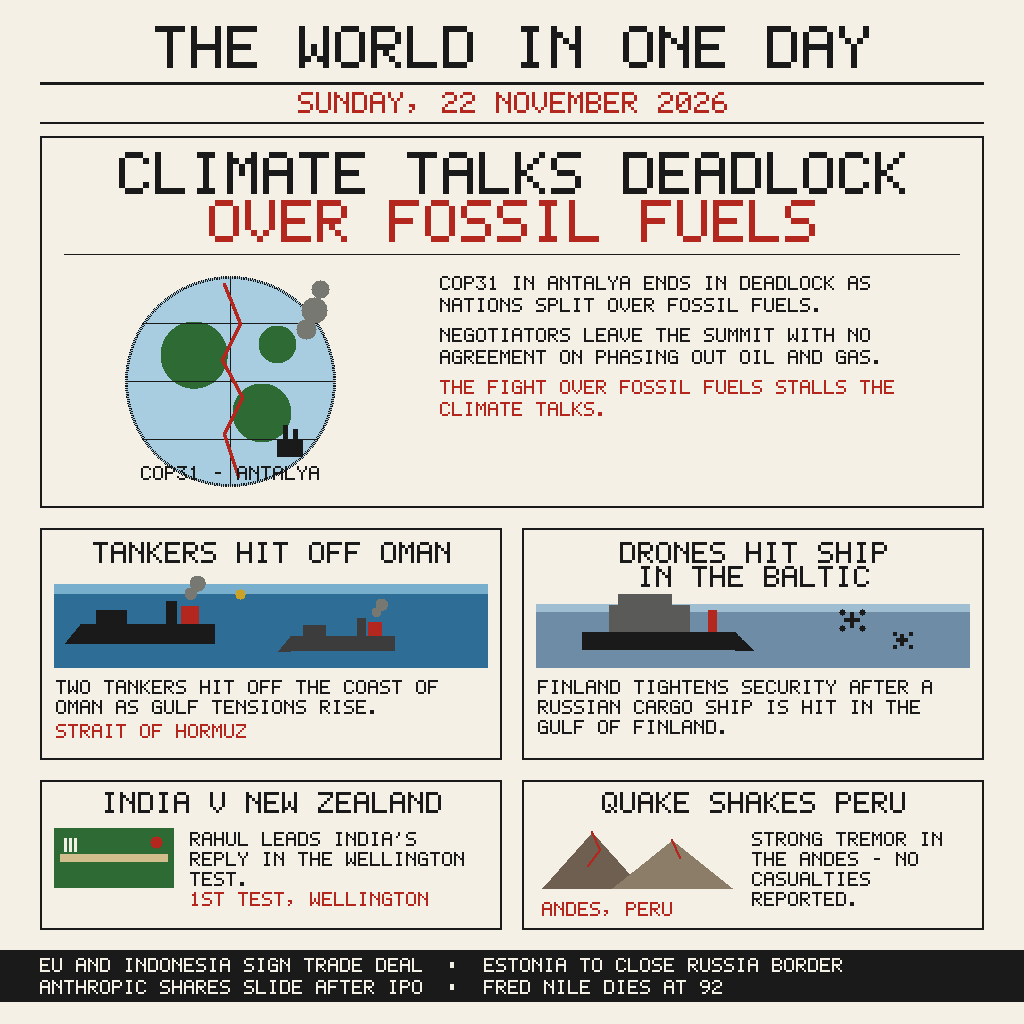 THE WORLD IN ONE DAY
SUNDAY, 22 NOVEMBER 2026
CLIMATE TALKS DEADLOCK
OVER FOSSIL FUELS
COP31 IN ANTALYA ENDS IN DEADLOCK AS
NATIONS SPLIT OVER FOSSIL FUELS.
NEGOTIATORS LEAVE THE SUMMIT WITH NO
AGREEMENT ON PHASING OUT OIL AND GAS.
THE FIGHT OVER FOSSIL FUELS STALLS THE
CLIMATE TALKS.
COP31 - ANTALYA
TANKERS HIT OFF OMAN
TWO TANKERS HIT OFF THE COAST OF
OMAN AS GULF TENSIONS RISE.
STRAIT OF HORMUZ
DRONES HIT SHIP
IN THE BALTIC
FINLAND TIGHTENS SECURITY AFTER A
RUSSIAN CARGO SHIP IS HIT IN THE
GULF OF FINLAND.
INDIA V NEW ZEALAND
RAHUL LEADS INDIA'S
REPLY IN THE WELLINGTON
TEST.
1ST TEST, WELLINGTON
QUAKE SHAKES PERU
STRONG TREMOR IN
THE ANDES - NO
CASUALTIES
REPORTED.
ANDES, PERU
EU AND INDONESIA SIGN TRADE DEAL • ESTONIA TO CLOSE RUSSIA BORDER
ANTHROPIC SHARES SLIDE AFTER IPO • FRED NILE DIES AT 92